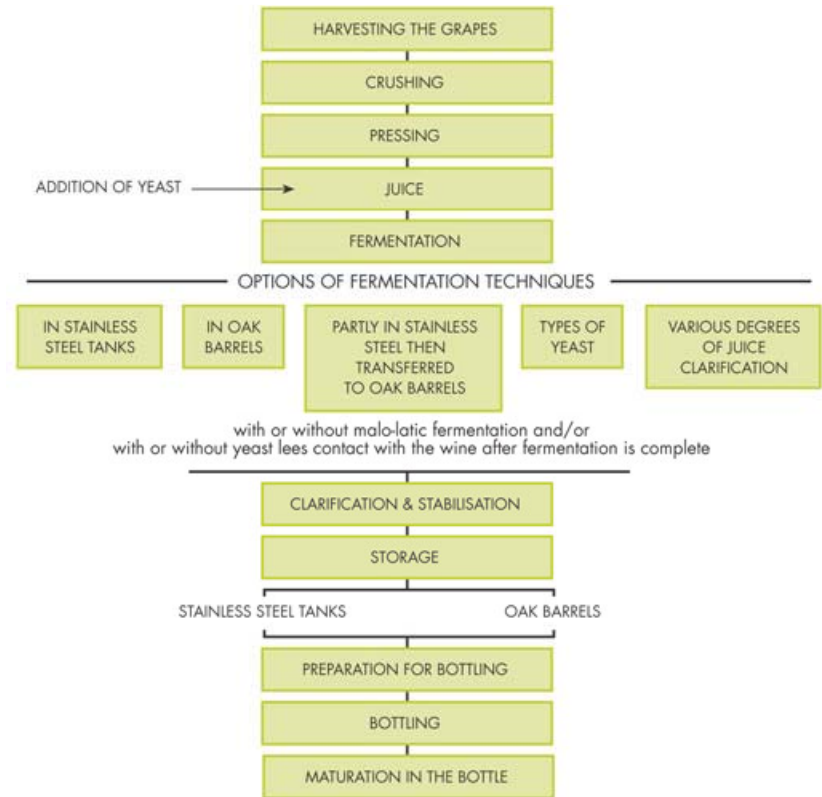 HARVESTING THE GRAPES
CRUSHING
PRESSING
ADDITION OF YEAST
JUICE
FERMENTATION
OPTIONS OF FERMENTATION TECHNIQUES
IN STAINLESS
STEEL TANKS
IN OAK
BARRELS
PARTLY IN STAINLESS
STEEL THEN
TRANSFERRED
TO OAK BARRELS
TYPES OF
YEAST
VARIOUS DEGREES
OF JUICE
CLARIFICATION
with or without malo-latic fermentation and/or
with or without yeast lees contact with the wine after fermentation is complete
CLARIFICATION & STABILISATION
STORAGE
STAINLESS STEEL TANKS
OAK BARRELS
PREPARATION FOR BOTTLING
BOTTLING
MATURATION IN THE BOTTLE